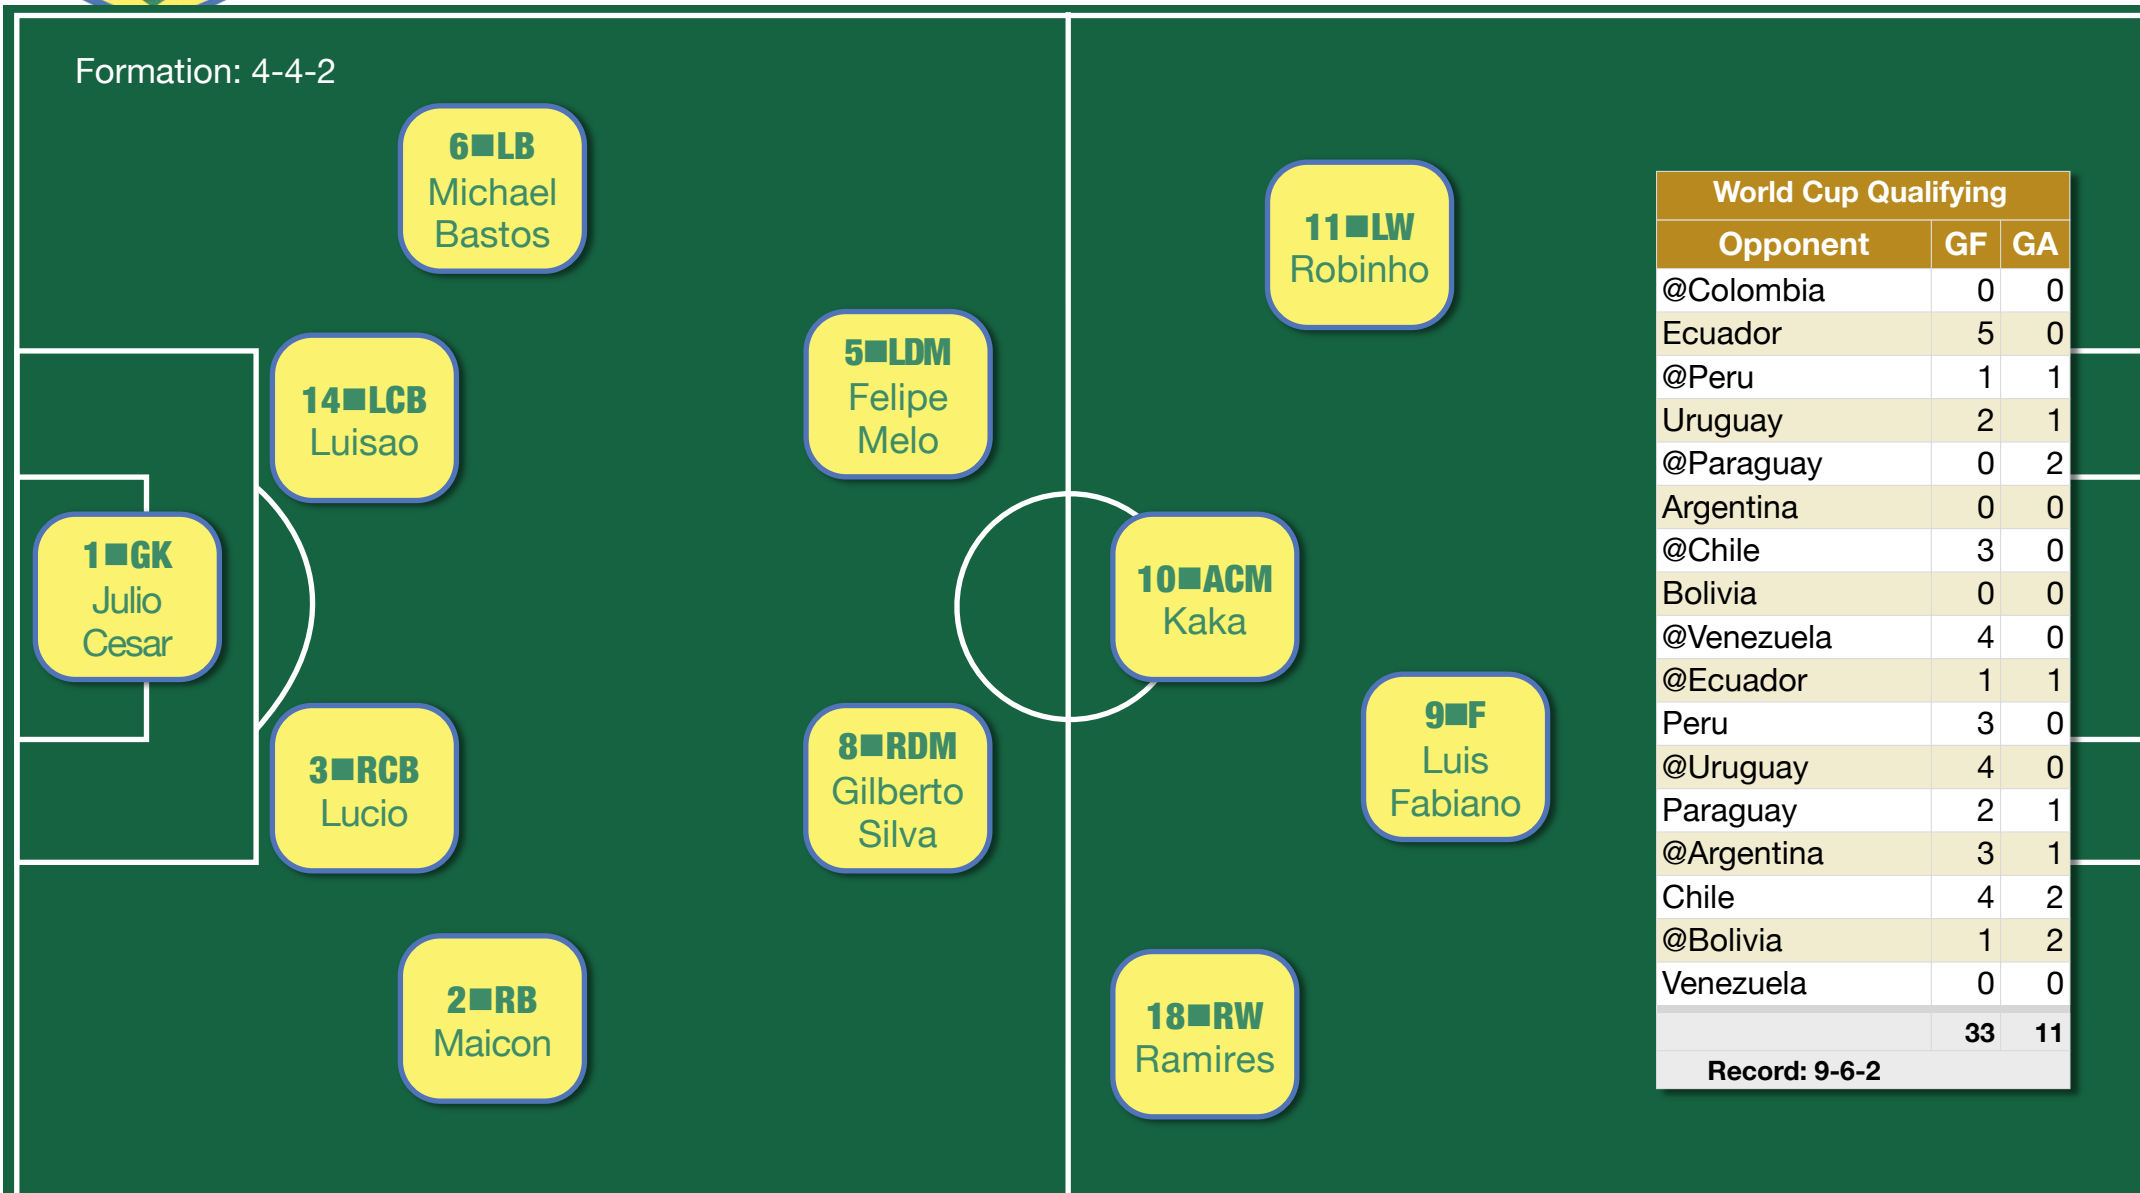 Formation: 4-4-2
6■LB
Michael
Bastos
14■LCB
Luisao
1■GK
Julio
Cesar
3■RCB
Lucio
2■RB
Maicon
5■LDM
Felipe
Melo
8■RDM
Gilberto
Silva
11■LW
Robinho
10■ACM
Kaka
9■F
Luis
Fabiano
18■RW
Ramires
World Cup Qualifying
Opponent GF GA
@Colombia 0 0
Ecuador 5 0
@Peru 1 1
Uruguay 2 1
@Paraguay 0 2
Argentina 0 0
@Chile 3 0
Bolivia 0 0
@Venezuela 4 0
@Ecuador 1 1
Peru 3 0
@Uruguay 4 0
Paraguay 2 1
@Argentina 3 1
Chile 4 2
@Bolivia 1 2
Venezuela 0 0
33 11
Record: 9-6-2